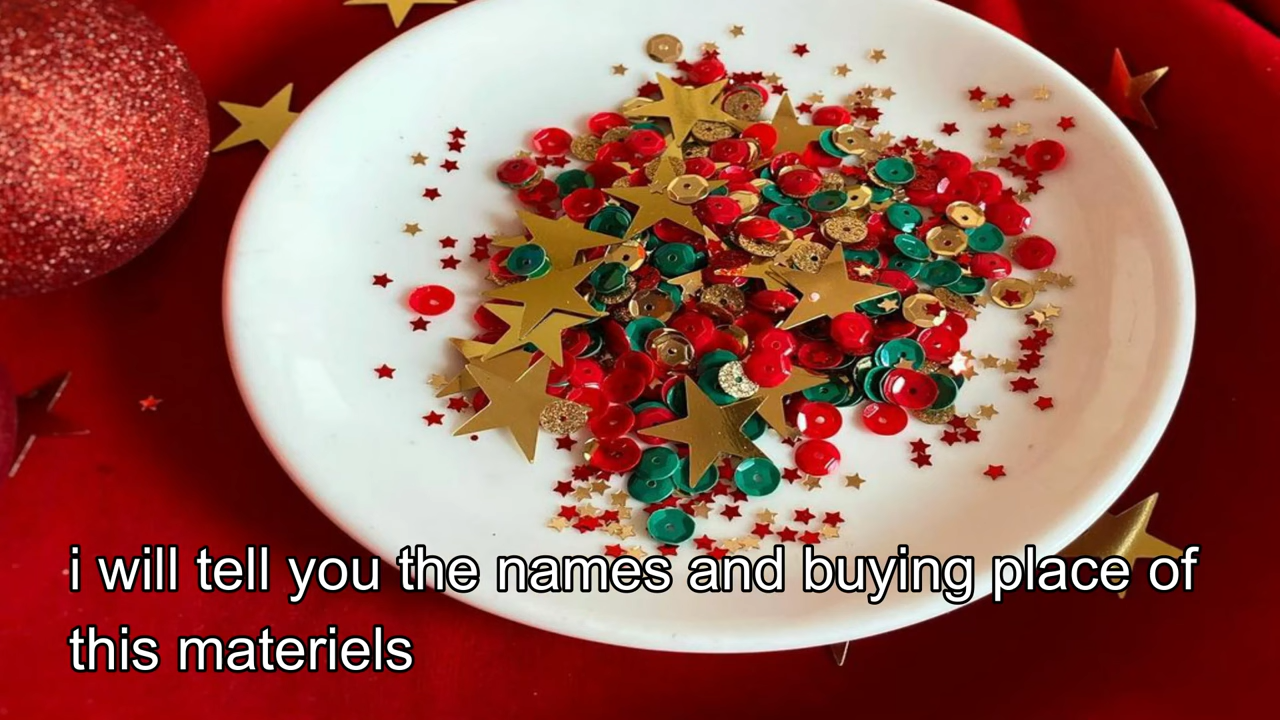 i will tell you the names and buying place of
this materiels